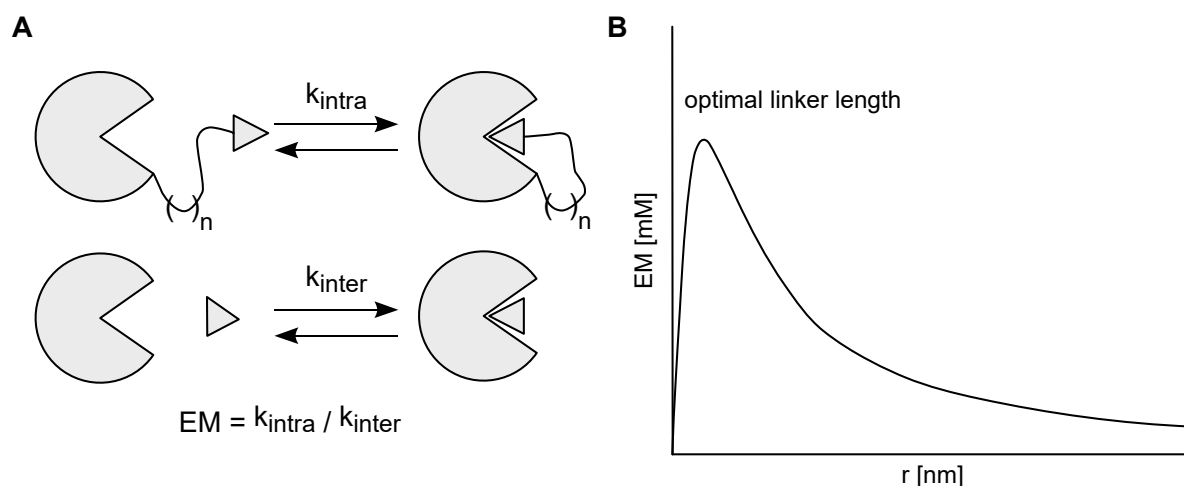 A
kintra
( )n
( )n
kinter
EM = kintra / kinter
B
optimal linker length
EM [mM]
r [nm]